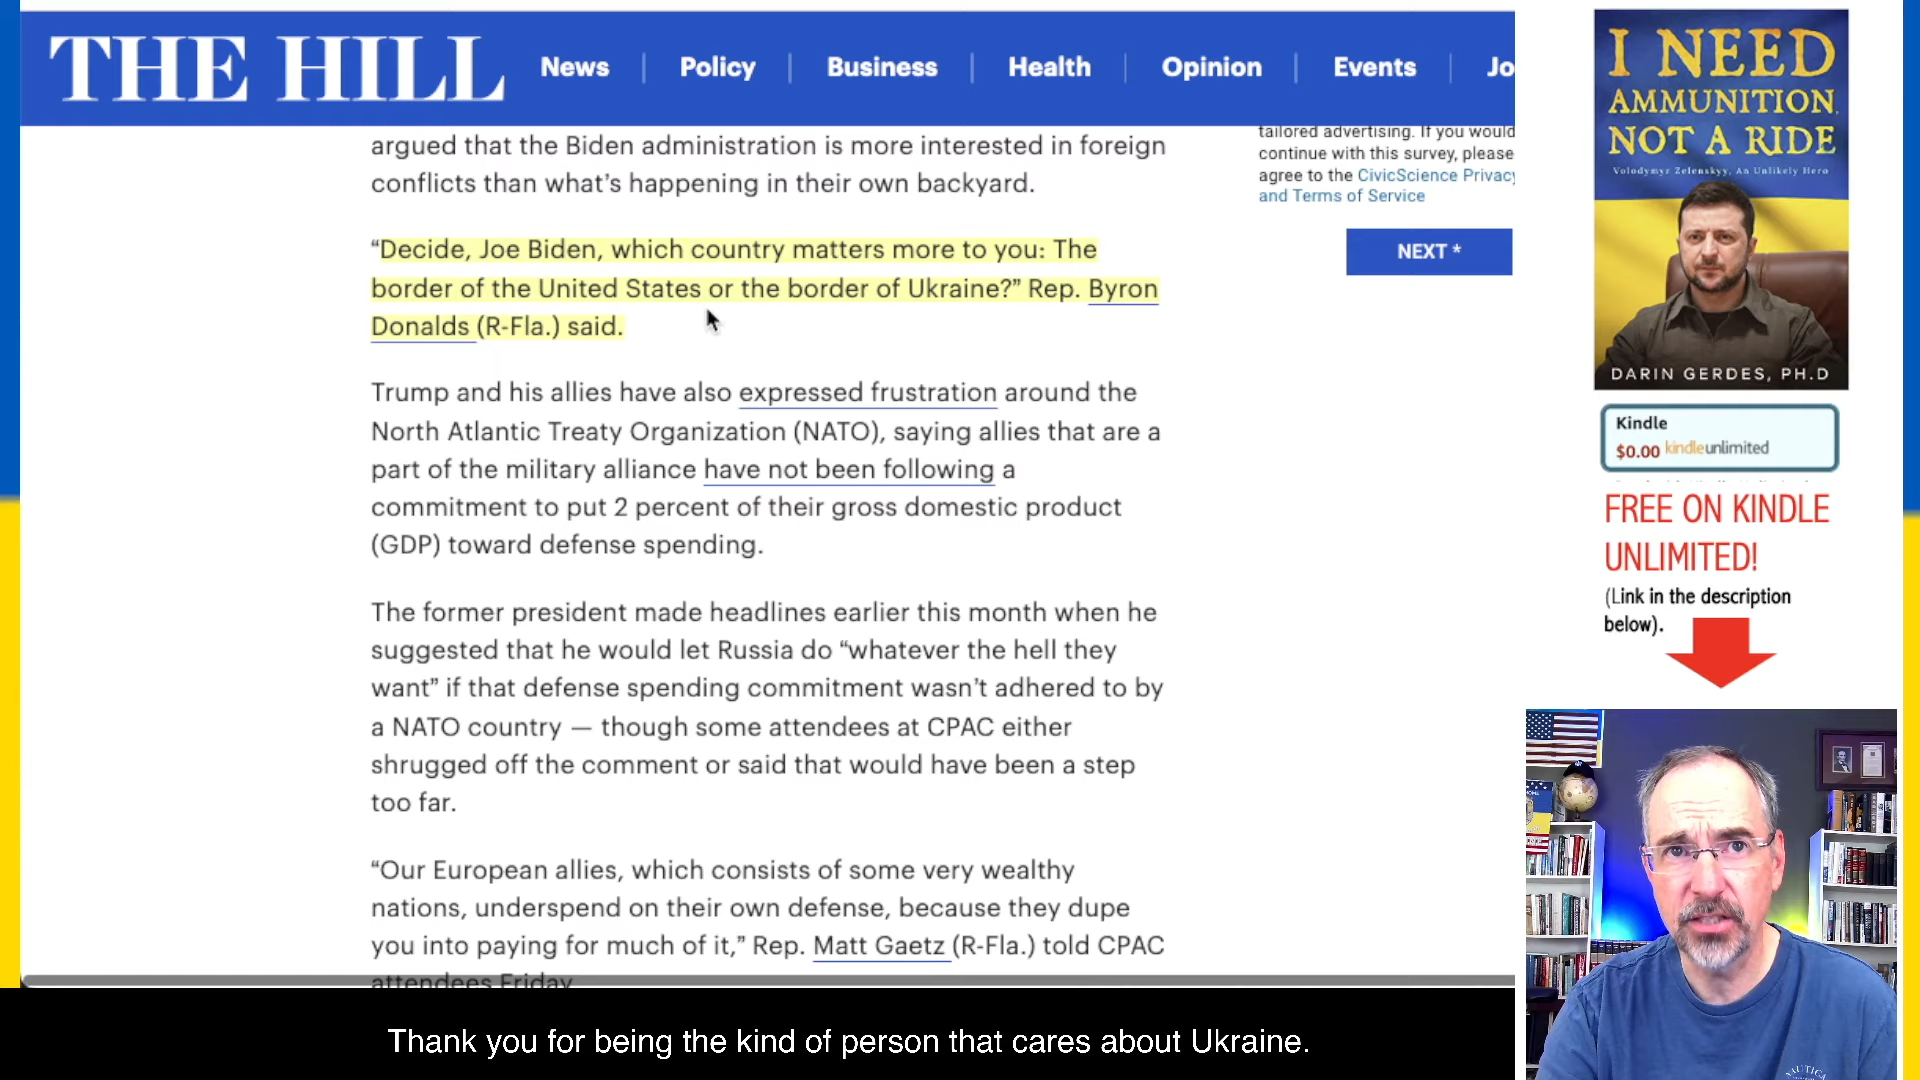 THE HILL
News
Policy
Business
Health
Opinion
Events
Jo
argued that the Biden administration is more interested in foreign
conflicts than what’s happening in their own backyard.
“Decide, Joe Biden, which country matters more to you: The
border of the United States or the border of Ukraine?” Rep. Byron
Donalds (R-Fla.) said.
Trump and his allies have also expressed frustration around the
North Atlantic Treaty Organization (NATO), saying allies that are a
part of the military alliance have not been following a
commitment to put 2 percent of their gross domestic product
(GDP) toward defense spending.
The former president made headlines earlier this month when he
suggested that he would let Russia do “whatever the hell they
want” if that defense spending commitment wasn’t adhered to by
a NATO country — though some attendees at CPAC either
shrugged off the comment or said that would have been a step
too far.
“Our European allies, which consists of some very wealthy
nations, underspend on their own defense, because they dupe
you into paying for much of it,” Rep. Matt Gaetz (R-Fla.) told CPAC
attendees Friday
tailored advertising. If you would
continue with this survey, please
agree to the CivicScience Privacy
and Terms of Service
NEXT *
I NEED
AMMUNITION,
NOT A RIDE
Volodymyr Zelenskyy, An Unlikely Hero
DARIN GERDES, PH.D
Kindle
$0.00 kindleunlimited
FREE ON KINDLE
UNLIMITED!
(Link in the description
below).
NAUTICA
Thank you for being the kind of person that cares about Ukraine.